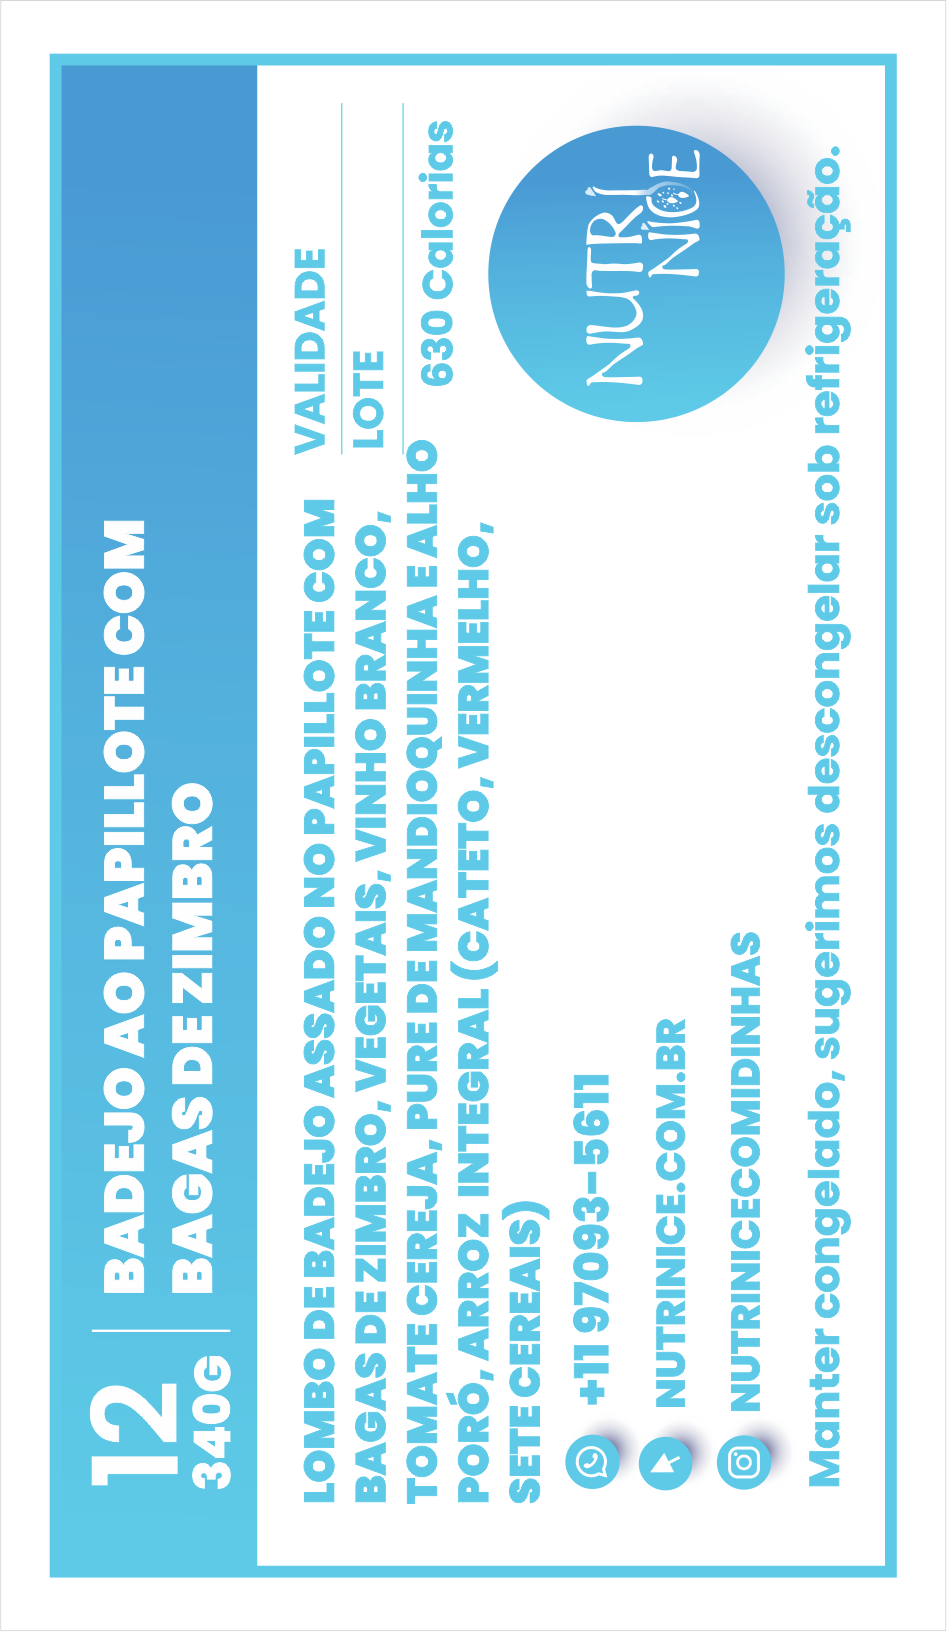 12
340G
BADEJO AO PAPILLOTE COM
BAGAS DE ZIMBRO
LOMBO DE BADEJO ASSADO NO PAPILLOTE COM
BAGAS DE ZIMBRO, VEGETAIS, VINHO BRANCO,
TOMATE CEREJA, PURE DE MANDIOQUINHA E ALHO
PORÓ, ARROZ INTEGRAL (CATETO, VERMELHO,
SETE CEREAIS)
VALIDADE
LOTE
630 Calorias
+11 97093-5611
NUTRINICE.COM.BR
NUTRINICECOMIDINHAS
NUTRÍ
NICE
Manter congelado, sugerimos descongelar sob refrigeração.